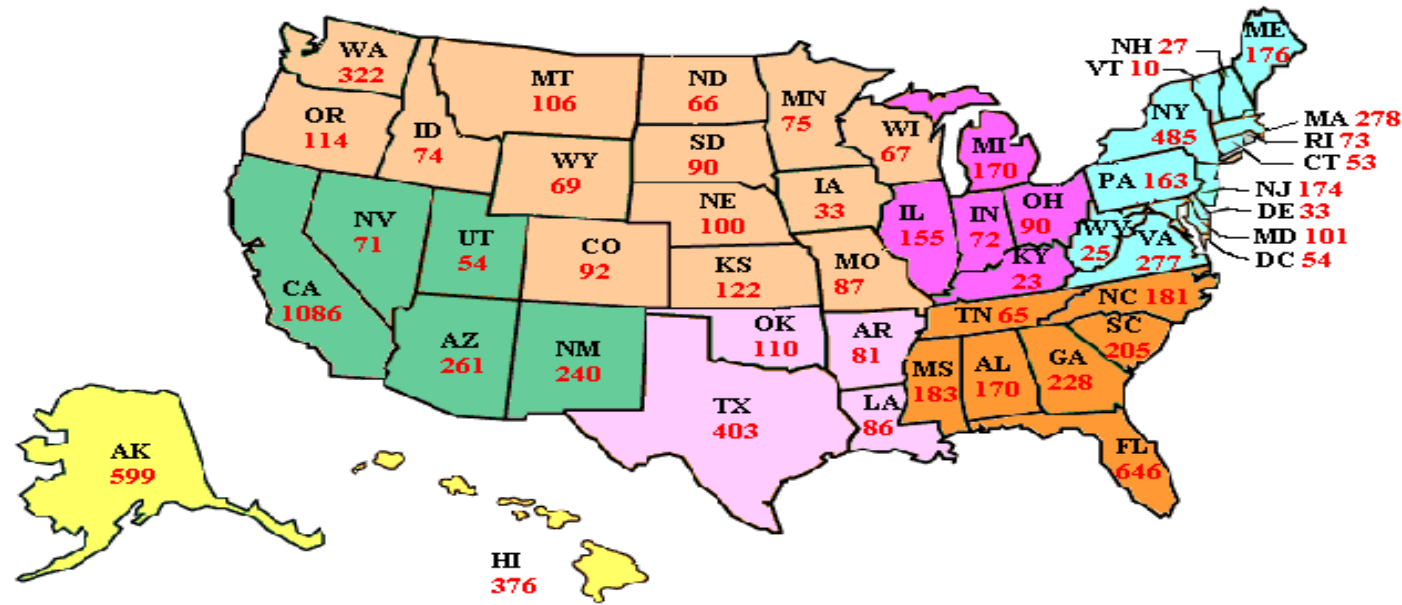 WA
322
OR
114
ID
74
MT
106
WY
69
ND
66
SD
90
NE
100
KS
122
CO
92
MN
75
WI
67
IA
33
MO
87
NV
71
UT
54
CA
1086
AZ
261
NM
240
OK
110
TX
403
AR
81
LA
86
MI
170
IL
155
IN
72
OH
90
KY
23
ME
176
NH 27
VT 10
NY
485
MA 278
RI 73
CT 53
PA 163
NJ 174
DE 33
MD 101
DC 54
WV
25
VA
277
TN 65
NC 181
SC
205
MS
183
AL
170
GA
228
FL
646
AK
599
HI
376